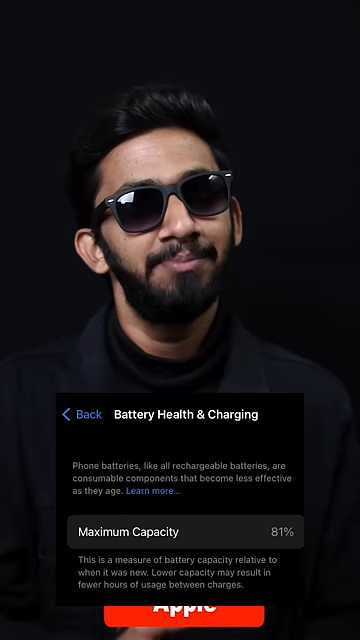 Back Battery Health & Charging
Phone batteries, like all rechargeable batteries, are
consumable components that become less effective
as they age. Learn more...
Maximum Capacity 81%
This is a measure of battery capacity relative to
when it was new. Lower capacity may result in
fewer hours of usage between charges.
Apple